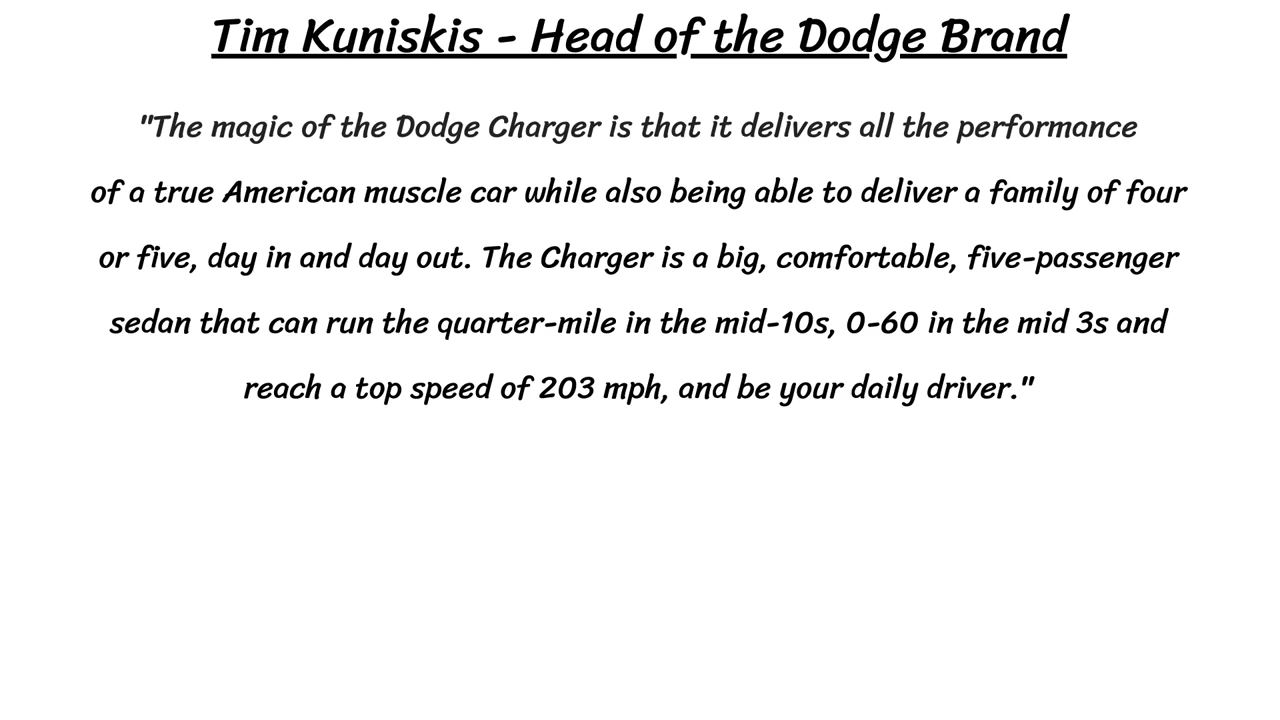 Tim Kuniskis - Head of the Dodge Brand
"The magic of the Dodge Charger is that it delivers all the performance
of a true American muscle car while also being able to deliver a family of four
or five, day in and day out. The Charger is a big, comfortable, five-passenger
sedan that can run the quarter-mile in the mid-10s, 0-60 in the mid 3s and
reach a top speed of 203 mph, and be your daily driver."